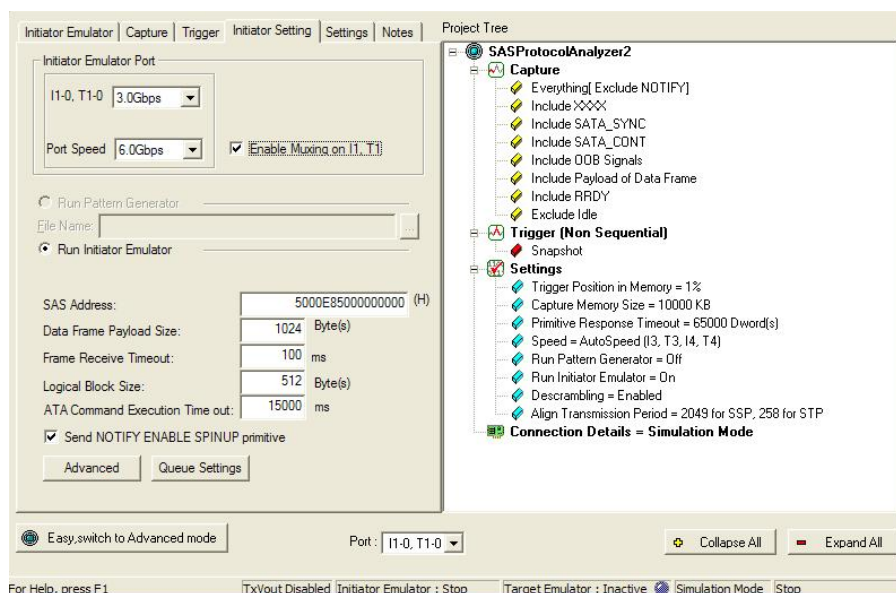 Initiator Emulator Capture Trigger Initiator Setting Settings Notes
Initiator Emulator Port
I1-0, T1-0 3.0Gbps
Port Speed 6.0Gbps Enable Muxing on I1, T1
Run Pattern Generator
File Name: ...
Run Initiator Emulator
SAS Address: 5000E85000000000 (H)
Data Frame Payload Size: 1024 Byte(s)
Frame Receive Timeout: 100 ms
Logical Block Size: 512 Byte(s)
ATA Command Execution Time out: 15000 ms
Send NOTIFY ENABLE SPINUP primitive
Advanced Queue Settings
Project Tree
SASProtocolAnalyzer2
Capture
Everything[ Exclude NOTIFY]
Include XXXX
Include SATA_SYNC
Include SATA_CONT
Include OOB Signals
Include Payload of Data Frame
Include RRDY
Exclude Idle
Trigger (Non Sequential)
Snapshot
Settings
Trigger Position in Memory = 1%
Capture Memory Size = 10000 KB
Primitive Response Timeout = 65000 Dword(s)
Speed = AutoSpeed (I3, T3, I4, T4)
Run Pattern Generator = Off
Run Initiator Emulator = On
Descrambling = Enabled
Align Transmission Period = 2049 for SSP, 258 for STP
Connection Details = Simulation Mode
Easy,switch to Advanced mode Port : I1-0, T1-0 Collapse All Expand All
For Help, press F1 TxVout Disabled Initiator Emulator : Stop Target Emulator : Inactive Simulation Mode Stop